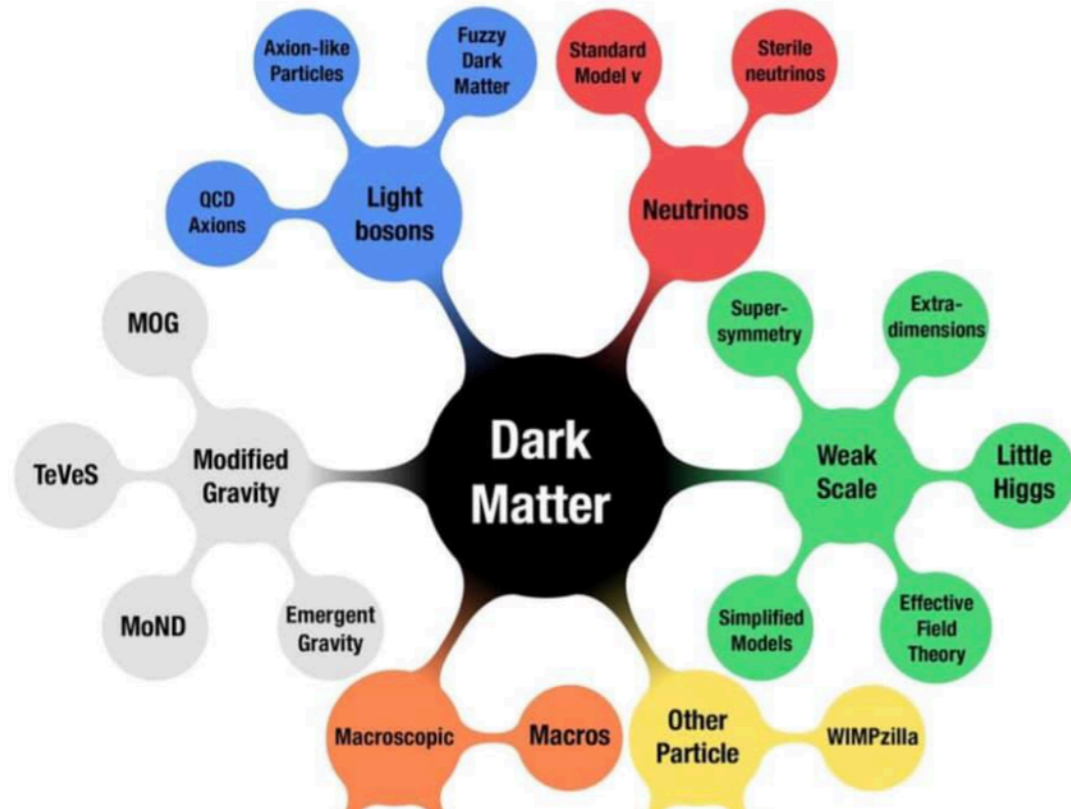 Axion-like
Particles
Fuzzy
Dark
Matter
Standard
Model ν
Sterile
neutrinos
QCD
Axions
Light
bosons
Neutrinos
MOG
Super-
symmetry
Extra-
dimensions
TeVeS
Modified
Gravity
Dark
Matter
Weak
Scale
Little
Higgs
MoND
Emergent
Gravity
Simplified
Models
Effective
Field
Theory
Macroscopic
Macros
Other
Particle
WIMPzilla